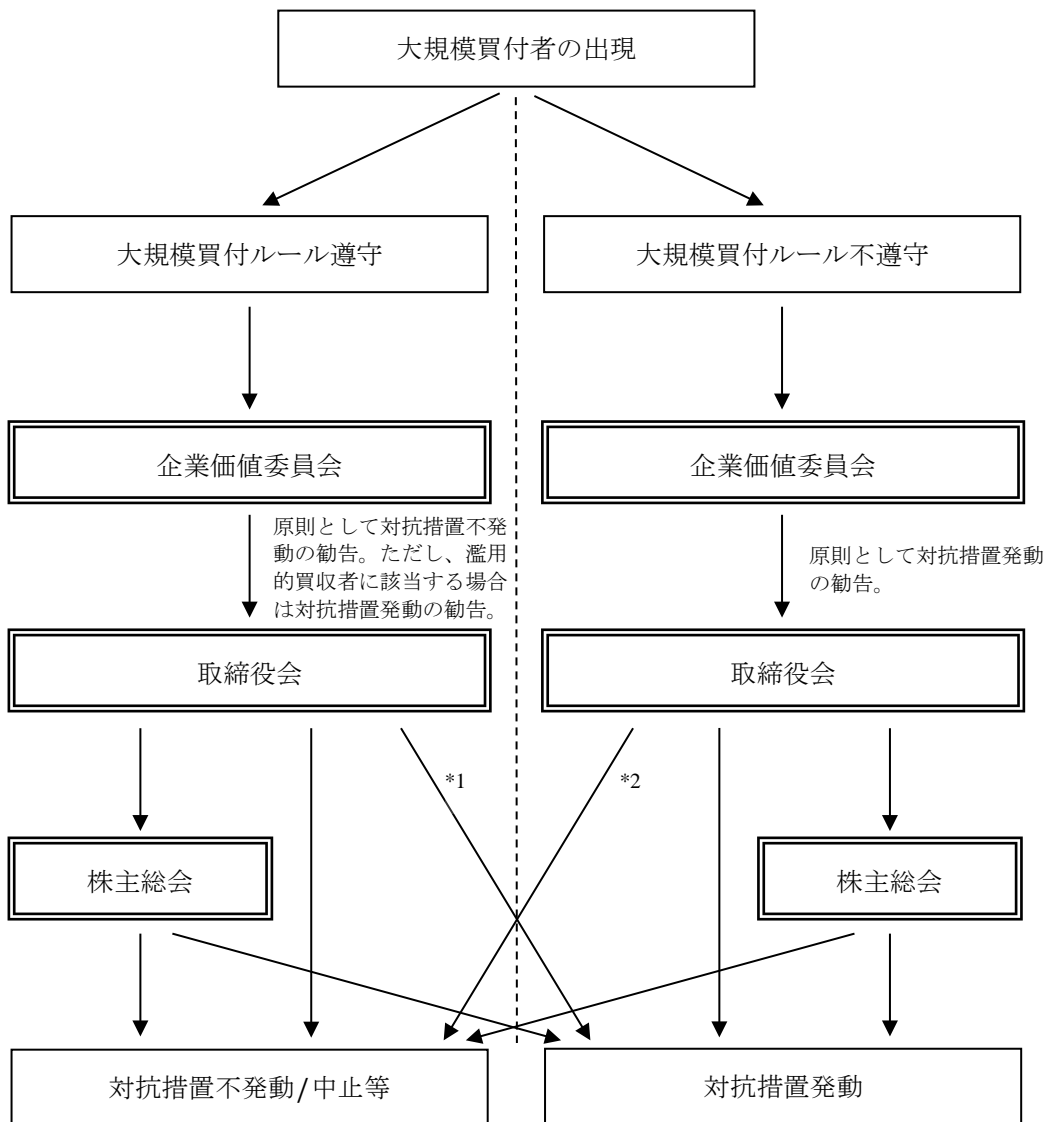 大規模買付者の出現
大規模買付ルール遵守
大規模買付ルール不遵守
企業価値委員会
企業価値委員会
原則として対抗措置不発
動の勧告。ただし、濫用
的買収者に該当する場合
は対抗措置発動の勧告。
原則として対抗措置発動
の勧告。
取締役会
取締役会
*1
*2
株主総会
株主総会
対抗措置不発動/中止等
対抗措置発動